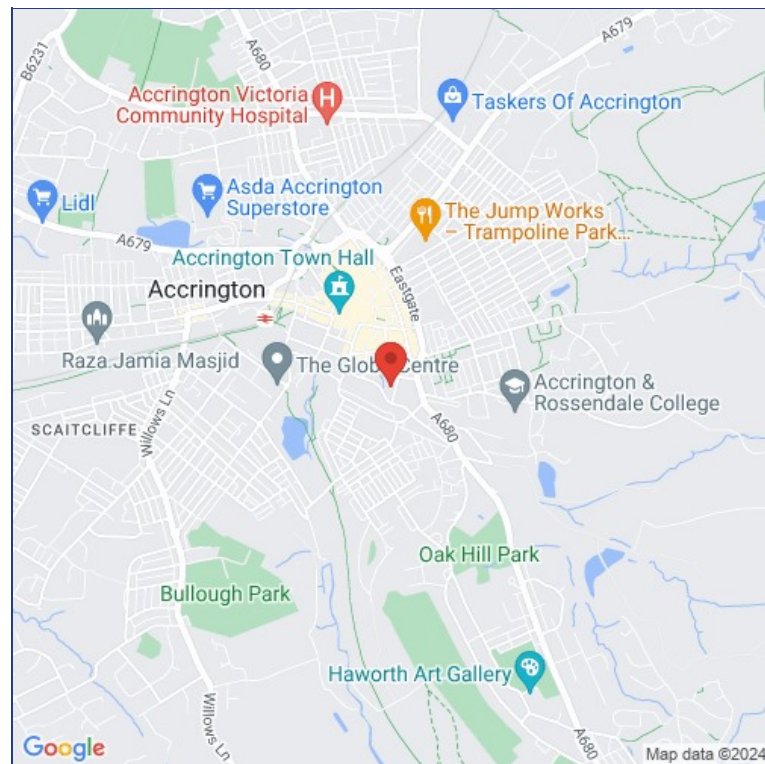 B6231
A680
A679
Accrington Victoria
Community Hospital
H
Taskers Of Accrington
Lidl
Asda Accrington
Superstore
The Jump Works
– Trampoline Park...
A679
Accrington Town Hall
Eastgate
Accrington
Raza Jamia Masjid
The Globe Centre
Accrington &
Rossendale College
SCAITCLIFFE
Willows Ln
A680
Oak Hill Park
Bullough Park
Haworth Art Gallery
Willows Ln
A680
Google
Map data ©2024